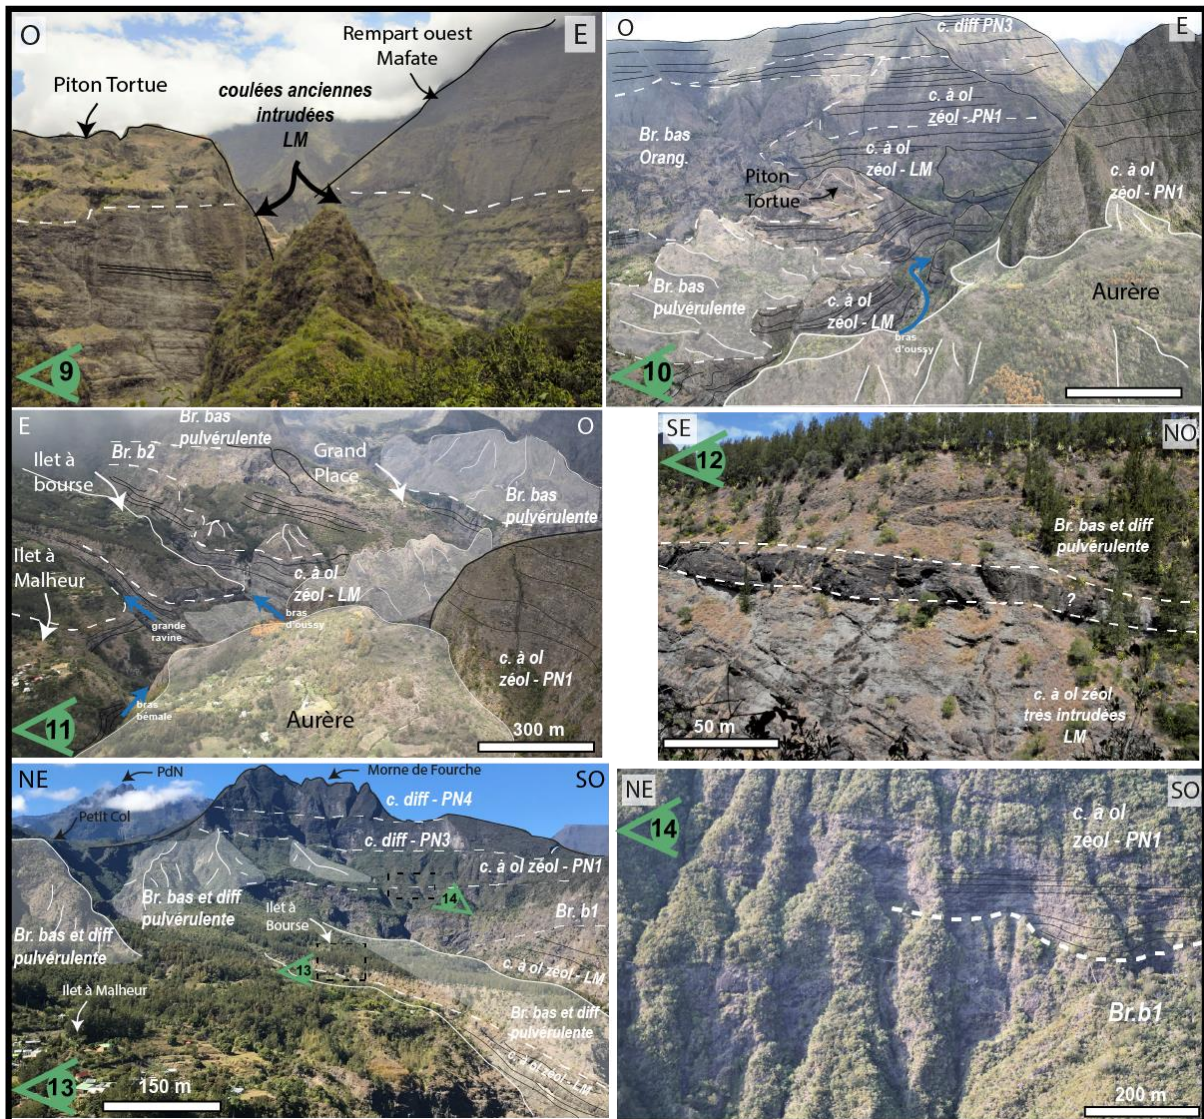 O
E
Rempart ouest
Mafate
Piton Tortue
coulées anciennes
intrudées
LM
9
O
E
c. diff PN3
c. à ol
zéol - PN1
Br. bas
Orang.
c. à ol
zéol - LM
Piton
Tortue
c. à ol
zéol - PN1
Br. bas
pulvérulente
Aurère
c. à ol
zéol - LM
bras
d'oussy
10
E
O
Br. bas
pulvérulente
Br. b2
Ilet à
bourse
Grand
Place
Br. bas
pulvérulente
Ilet à
Malheur
c. à ol
zéol - LM
grande
ravine
bras
d'oussy
c. à ol
zéol - PN1
bras
bémale
Aurère
11
300 m
SE
NO
12
Br. bas et diff
pulvérulente
?
c. à ol zéol
très intrudées
LM
50 m
NE
SO
PdN
Morne de Fourche
Petit Col
c. diff - PN4
c. diff - PN3
c. à ol zéol - PN1
14
Br. bas et diff
pulvérulente
Br. b1
Ilet à
Bourse
Br. bas et diff
pulvérulente
13
c. à ol zéol - LM
Ilet à Malheur
Br. bas et diff
pulvérulente
c. à ol zéol - LM
13
150 m
NE
SO
14
c. à ol
zéol - PN1
Br.b1
200 m